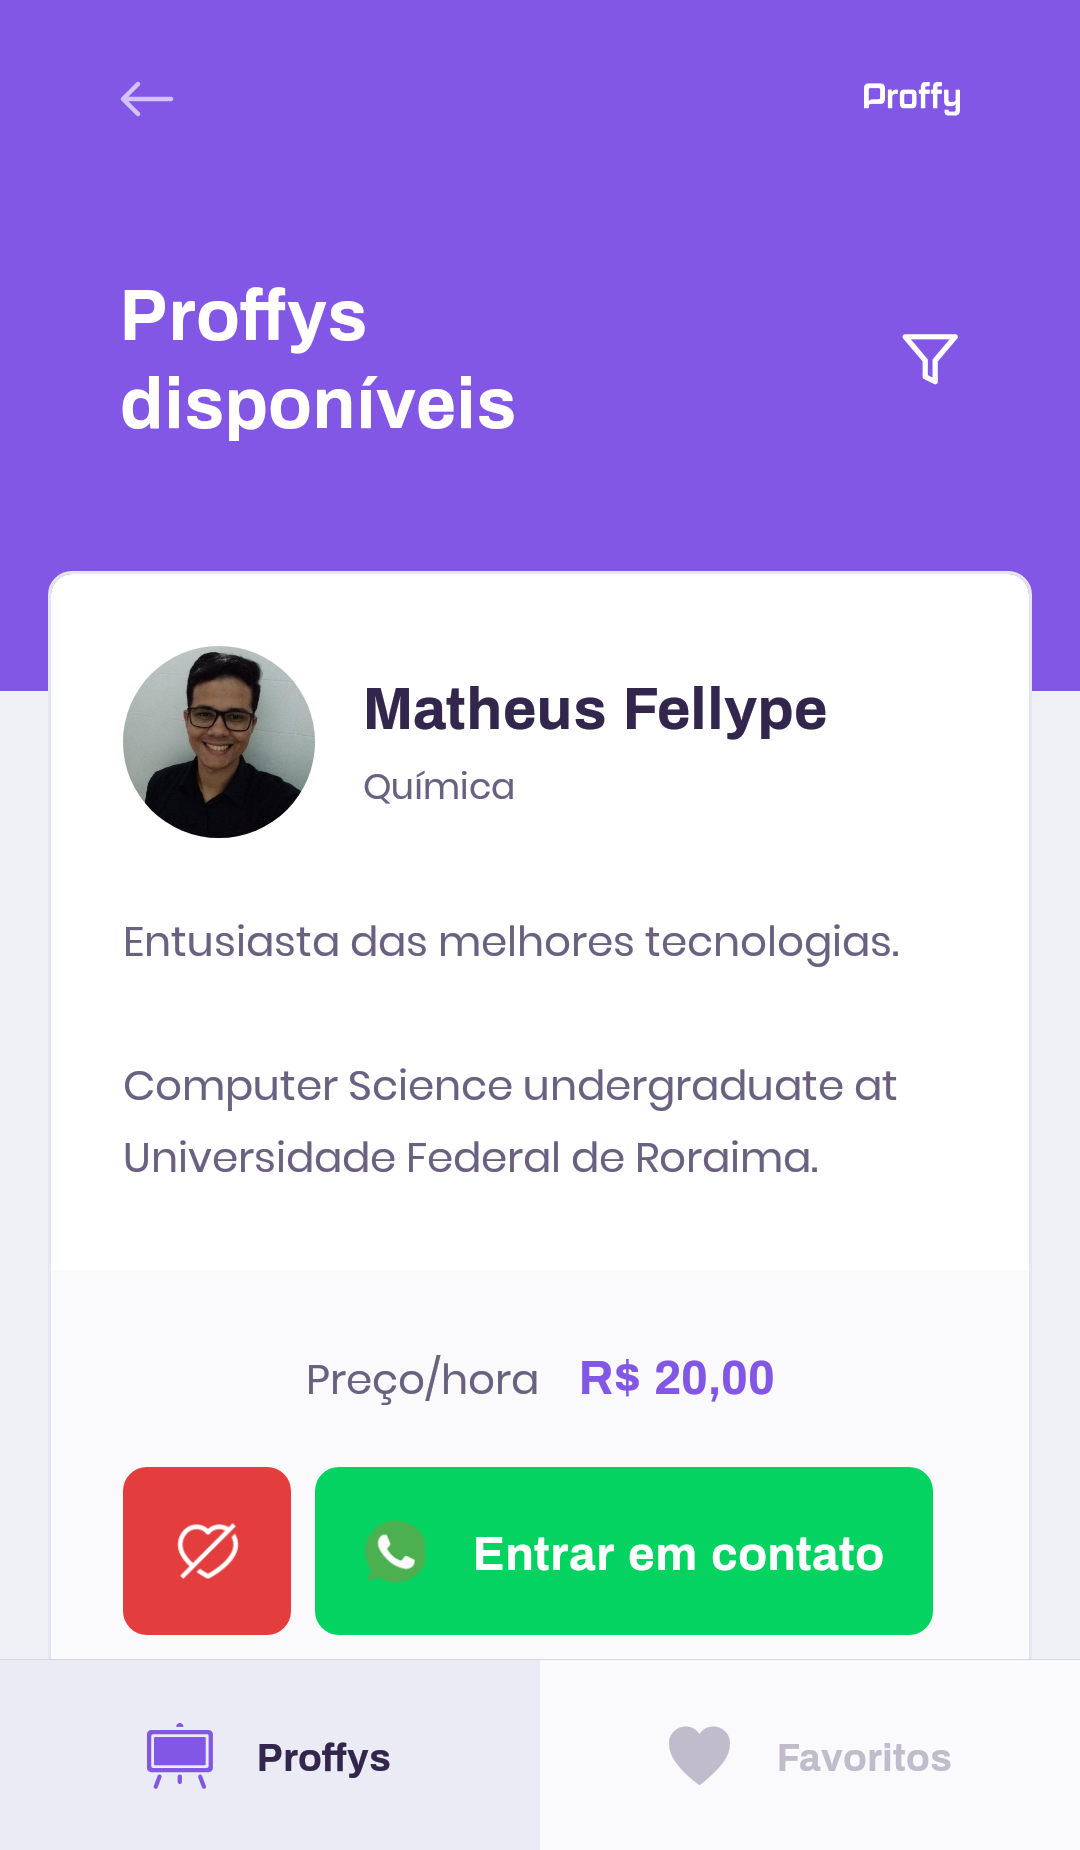 Proffy
Proffys
disponíveis
Matheus Fellype
Química
Entusiasta das melhores tecnologias.
Computer Science undergraduate at
Universidade Federal de Roraima.
Preço/hora R$ 20,00
Entrar em contato
Proffys
Favoritos